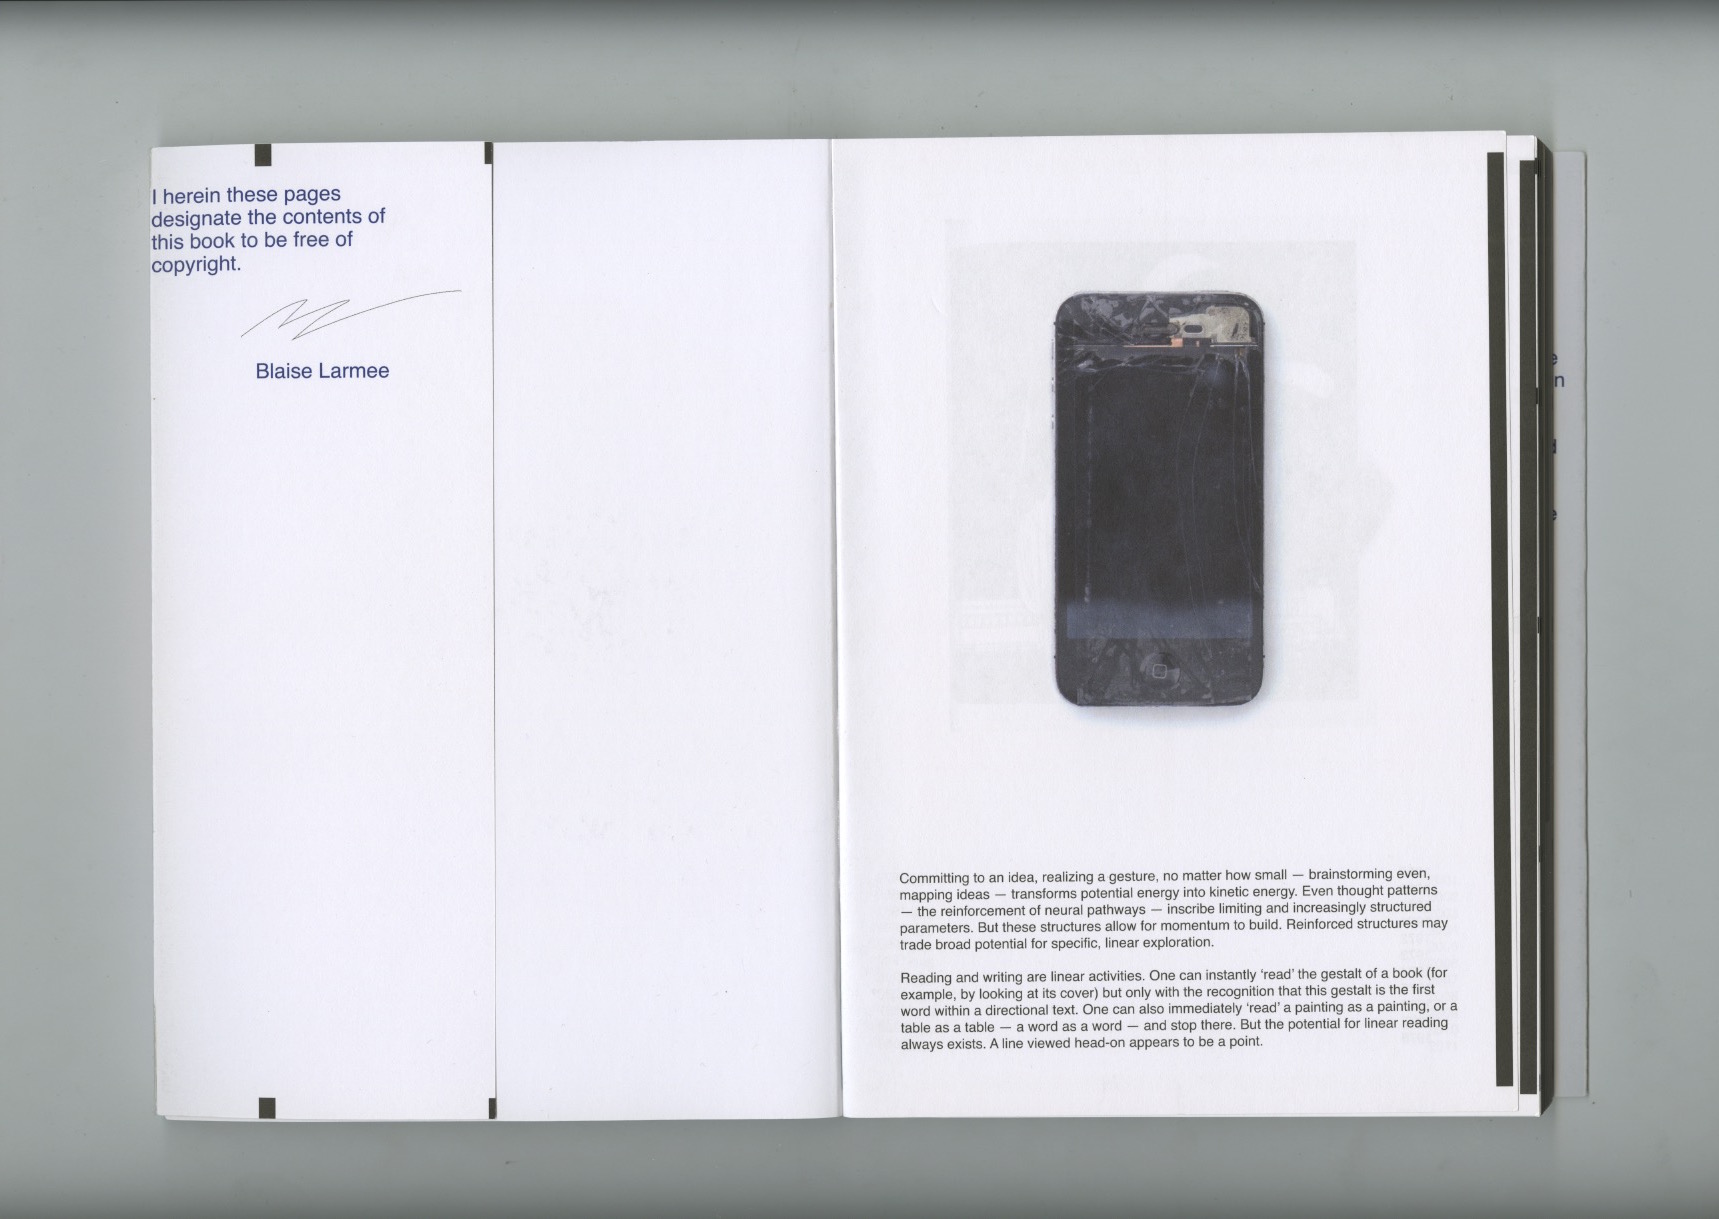 I herein these pages
designate the contents of
this book to be free of
copyright.
Blaise Larmee
Committing to an idea, realizing a gesture, no matter how small — brainstorming even,
mapping ideas — transforms potential energy into kinetic energy. Even thought patterns
— the reinforcement of neural pathways — inscribe limiting and increasingly structured
parameters. But these structures allow for momentum to build. Reinforced structures may
trade broad potential for specific, linear exploration.
Reading and writing are linear activities. One can instantly ‘read’ the gestalt of a book (for
example, by looking at its cover) but only with the recognition that this gestalt is the first
word within a directional text. One can also immediately ‘read’ a painting as a painting, or a
table as a table — a word as a word — and stop there. But the potential for linear reading
always exists. A line viewed head-on appears to be a point.